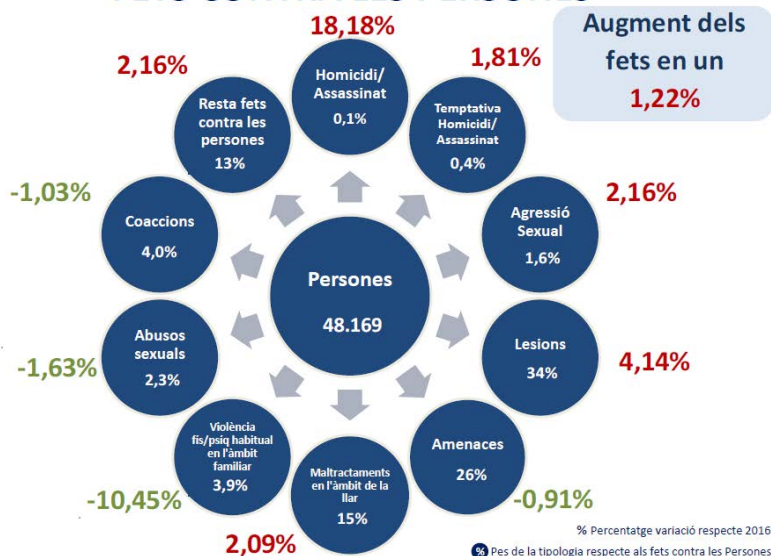 18,18%
Augment dels
fets en un
1,22%
2,16%
Homicidi/
Assassinat
0,1%
1,81%
Resta fets
contra les
persones
13%
Temptativa
Homicidi/
Assassinat
0,4%
-1,03%
2,16%
Coaccions
4,0%
Agressió
Sexual
1,6%
Persones
48.169
-1,63%
Abusos
sexuals
2,3%
Lesions
34%
4,14%
Violència
fis/psiq habitual
en l'àmbit
familiar
3,9%
Amenaces
26%
Maltractaments
en l'àmbit de la
llar
15%
-10,45%
-0,91%
2,09%
% Percentatge variació respecte 2016
% Pes de la tipologia respecte als fets contra les Persones